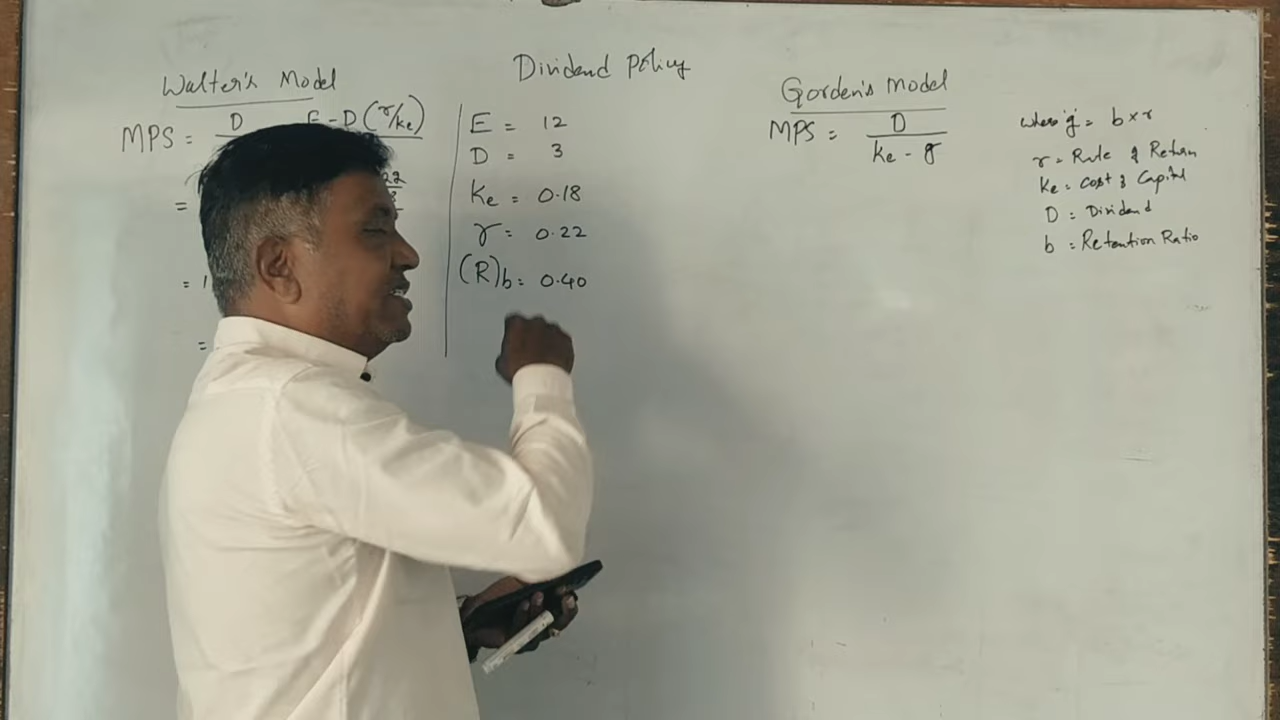 Dividend Policy
Walter's Model
MPS = D E - D (r/ke)
=
= 1
=
E = 12
D = 3
Ke = 0.18
r = 0.22
(R) b = 0.40
Gorden's Model
MPS = D / ke - g
where 'g' = b x r
r = Rate of Return
Ke = Cost of Capital
D = Dividend
b = Retention Ratio